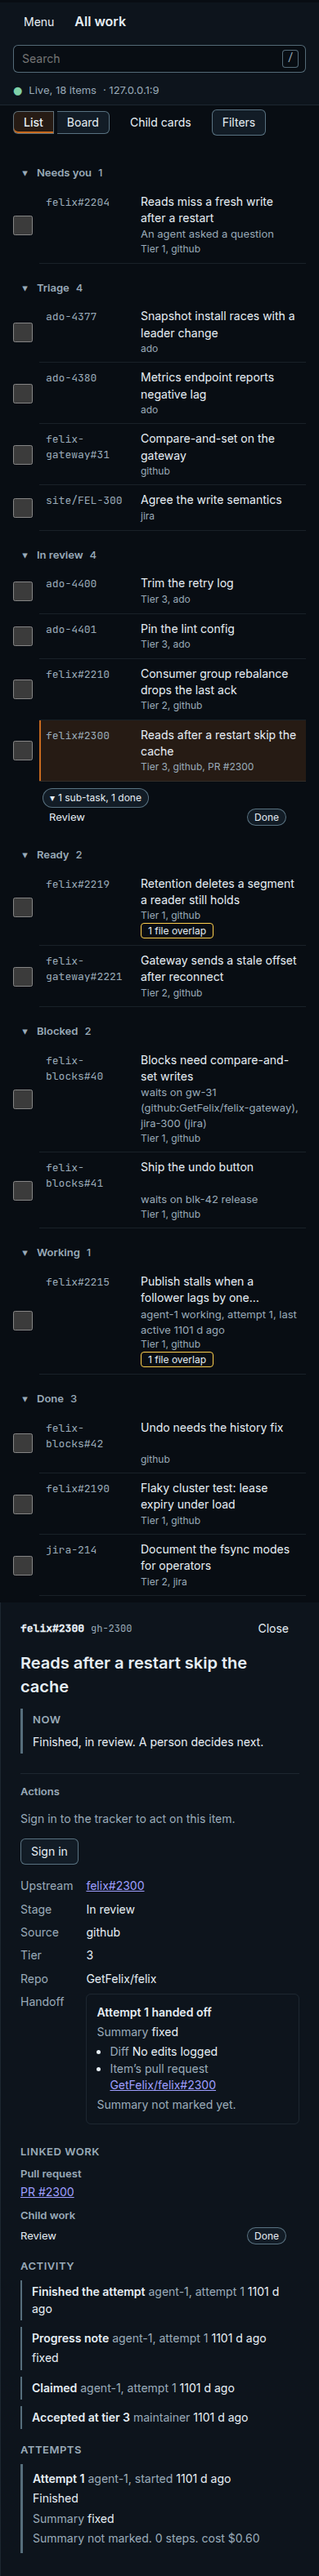 Menu All work
Search /
Live, 18 items · 127.0.0.1:9
List Board Child cards Filters
▾ Needs you 1
felix#2204 Reads miss a fresh write
after a restart
An agent asked a question
Tier 1, github
▾ Triage 4
ado-4377 Snapshot install races with a
leader change
ado
ado-4380 Metrics endpoint reports
negative lag
ado
felix- Compare-and-set on the
gateway#31 gateway
github
site/FEL-300 Agree the write semantics
jira
▾ In review 4
ado-4400 Trim the retry log
Tier 3, ado
ado-4401 Pin the lint config
Tier 3, ado
felix#2210 Consumer group rebalance
drops the last ack
Tier 2, github
felix#2300 Reads after a restart skip the
cache
Tier 3, github, PR #2300
▾ 1 sub-task, 1 done
Review Done
▾ Ready 2
felix#2219 Retention deletes a segment
a reader still holds
Tier 1, github
1 file overlap
felix- Gateway sends a stale offset
gateway#2221 after reconnect
Tier 2, github
▾ Blocked 2
felix- Blocks need compare-and-
blocks#40 set writes
waits on gw-31
(github:GetFelix/felix-gateway),
jira-300 (jira)
Tier 1, github
felix- Ship the undo button
blocks#41
waits on blk-42 release
Tier 1, github
▾ Working 1
felix#2215 Publish stalls when a
follower lags by one...
agent-1 working, attempt 1, last
active 1101 d ago
Tier 1, github
1 file overlap
▾ Done 3
felix- Undo needs the history fix
blocks#42
github
felix#2190 Flaky cluster test: lease
expiry under load
Tier 1, github
jira-214 Document the fsync modes
for operators
Tier 2, jira
felix#2300 gh-2300 Close
Reads after a restart skip the
cache
NOW
Finished, in review. A person decides next.
Actions
Sign in to the tracker to act on this item.
Sign in
Upstream felix#2300
Stage In review
Source github
Tier 3
Repo GetFelix/felix
Handoff Attempt 1 handed off
Summary fixed
• Diff No edits logged
• Item's pull request
GetFelix/felix#2300
Summary not marked yet.
LINKED WORK
Pull request
PR #2300
Child work
Review Done
ACTIVITY
Finished the attempt agent-1, attempt 1 1101 d
ago
Progress note agent-1, attempt 1 1101 d ago
fixed
Claimed agent-1, attempt 1 1101 d ago
Accepted at tier 3 maintainer 1101 d ago
ATTEMPTS
Attempt 1 agent-1, started 1101 d ago
Finished
Summary fixed
Summary not marked. 0 steps. cost $0.60